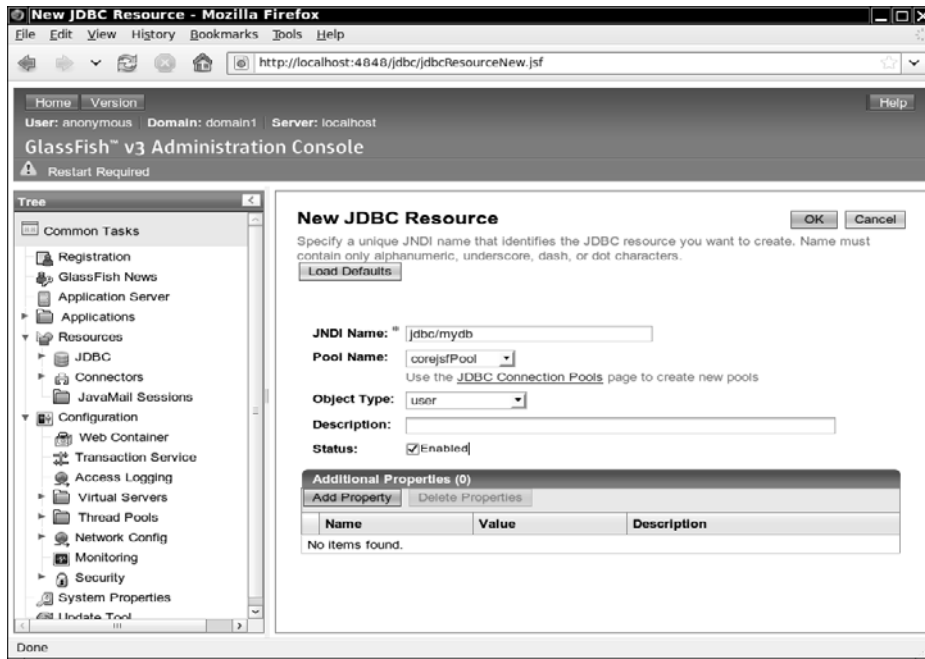 New JDBC Resource - Mozilla Firefox
File Edit View History Bookmarks Tools Help
http://localhost:4848/jdbc/jdbcResourceNew.jsf
Home Version Help
User: anonymous Domain: domain1 Server: localhost
GlassFish™ v3 Administration Console
Restart Required
Tree
Common Tasks
Registration
GlassFish News
Application Server
Applications
Resources
JDBC
Connectors
JavaMail Sessions
Configuration
Web Container
Transaction Service
Access Logging
Virtual Servers
Thread Pools
Network Config
Monitoring
Security
System Properties
Update Tool
New JDBC Resource OK Cancel
Specify a unique JNDI name that identifies the JDBC resource you want to create. Name must
contain only alphanumeric, underscore, dash, or dot characters.
Load Defaults
JNDI Name: * jdbc/mydb
Pool Name: corejsfPool
Use the JDBC Connection Pools page to create new pools
Object Type: user
Description:
Status: Enabled
Additional Properties (0)
Add Property Delete Properties
Name Value Description
No items found.
Done